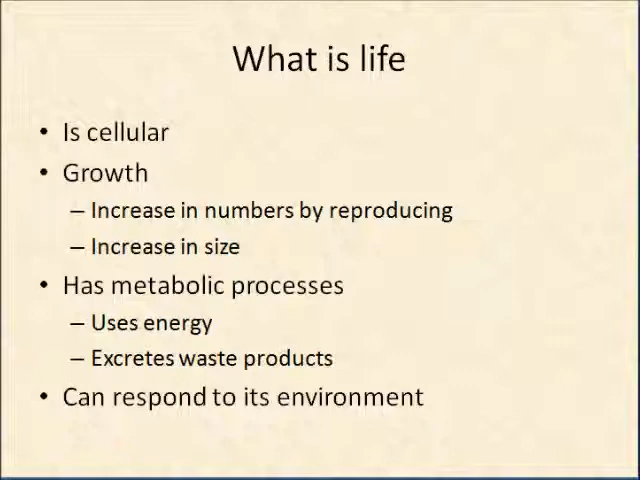 What is life
• Is cellular
• Growth
– Increase in numbers by reproducing
– Increase in size
• Has metabolic processes
– Uses energy
– Excretes waste products
• Can respond to its environment